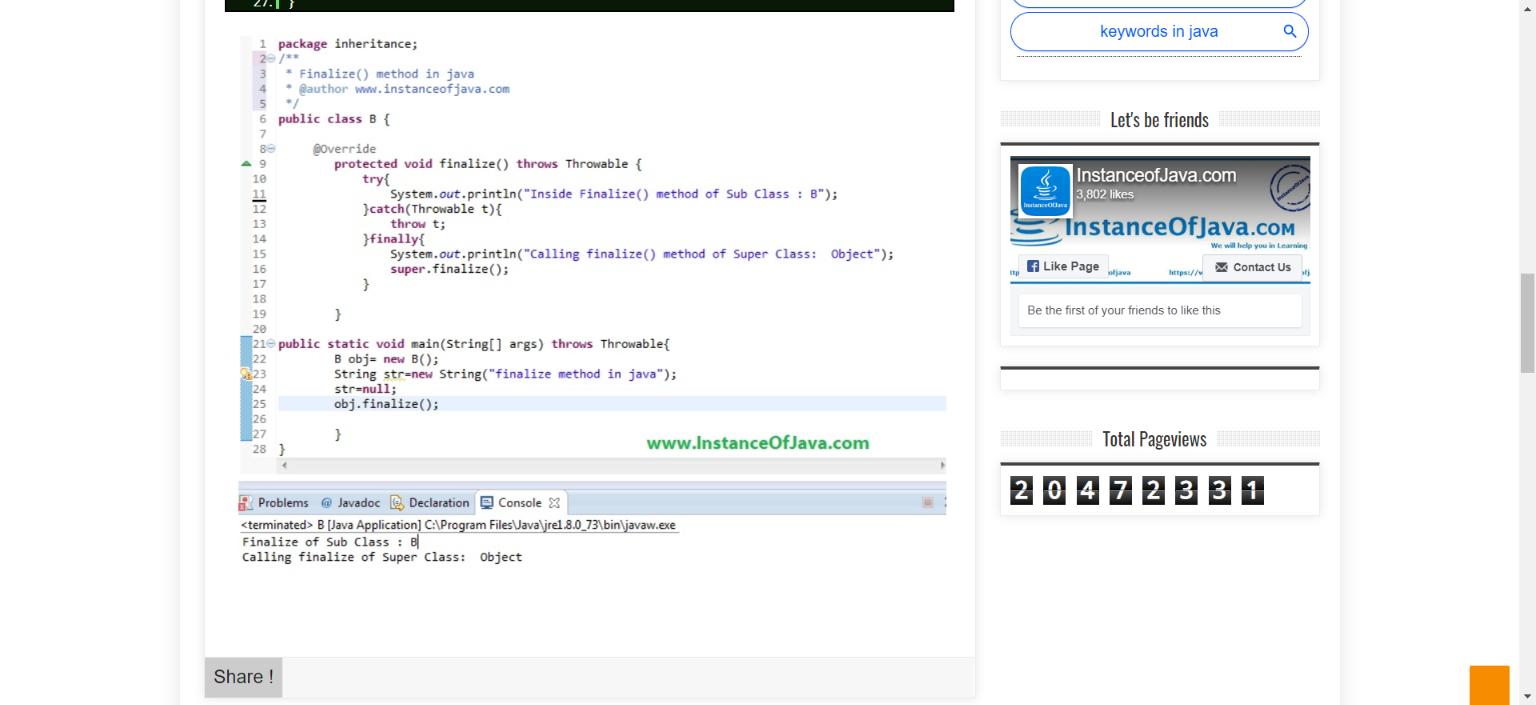 27. }
1 package inheritance;
2 /**
3 * Finalize() method in java
4 * @author www.instanceofjava.com
5 */
6 public class B {
7
8 @Override
9 protected void finalize() throws Throwable {
10 try{
11 System.out.println("Inside Finalize() method of Sub Class : B");
12 }catch(Throwable t){
13 throw t;
14 }finally{
15 System.out.println("Calling finalize() method of Super Class:  Object");
16 super.finalize();
17 }
18
19 }
20
21 public static void main(String[] args) throws Throwable{
22 B obj= new B();
23 String str=new String("finalize method in java");
24 str=null;
25 obj.finalize();
26
27 }
28 }
www.InstanceOfJava.com
Problems @ Javadoc Declaration Console
<terminated> B [Java Application] C:\Program Files\Java\jre1.8.0_73\bin\javaw.exe
Finalize of Sub Class : B
Calling finalize of Super Class:  Object
Share !
keywords in java
Let's be friends
InstanceofJava.com
3,802 likes
InstanceOfJava
InstanceOfJava.com
We will help you in Learning
Like Page
ofjava
https://w
Contact Us
Be the first of your friends to like this
Total Pageviews
2 0 4 7 2 3 3 1